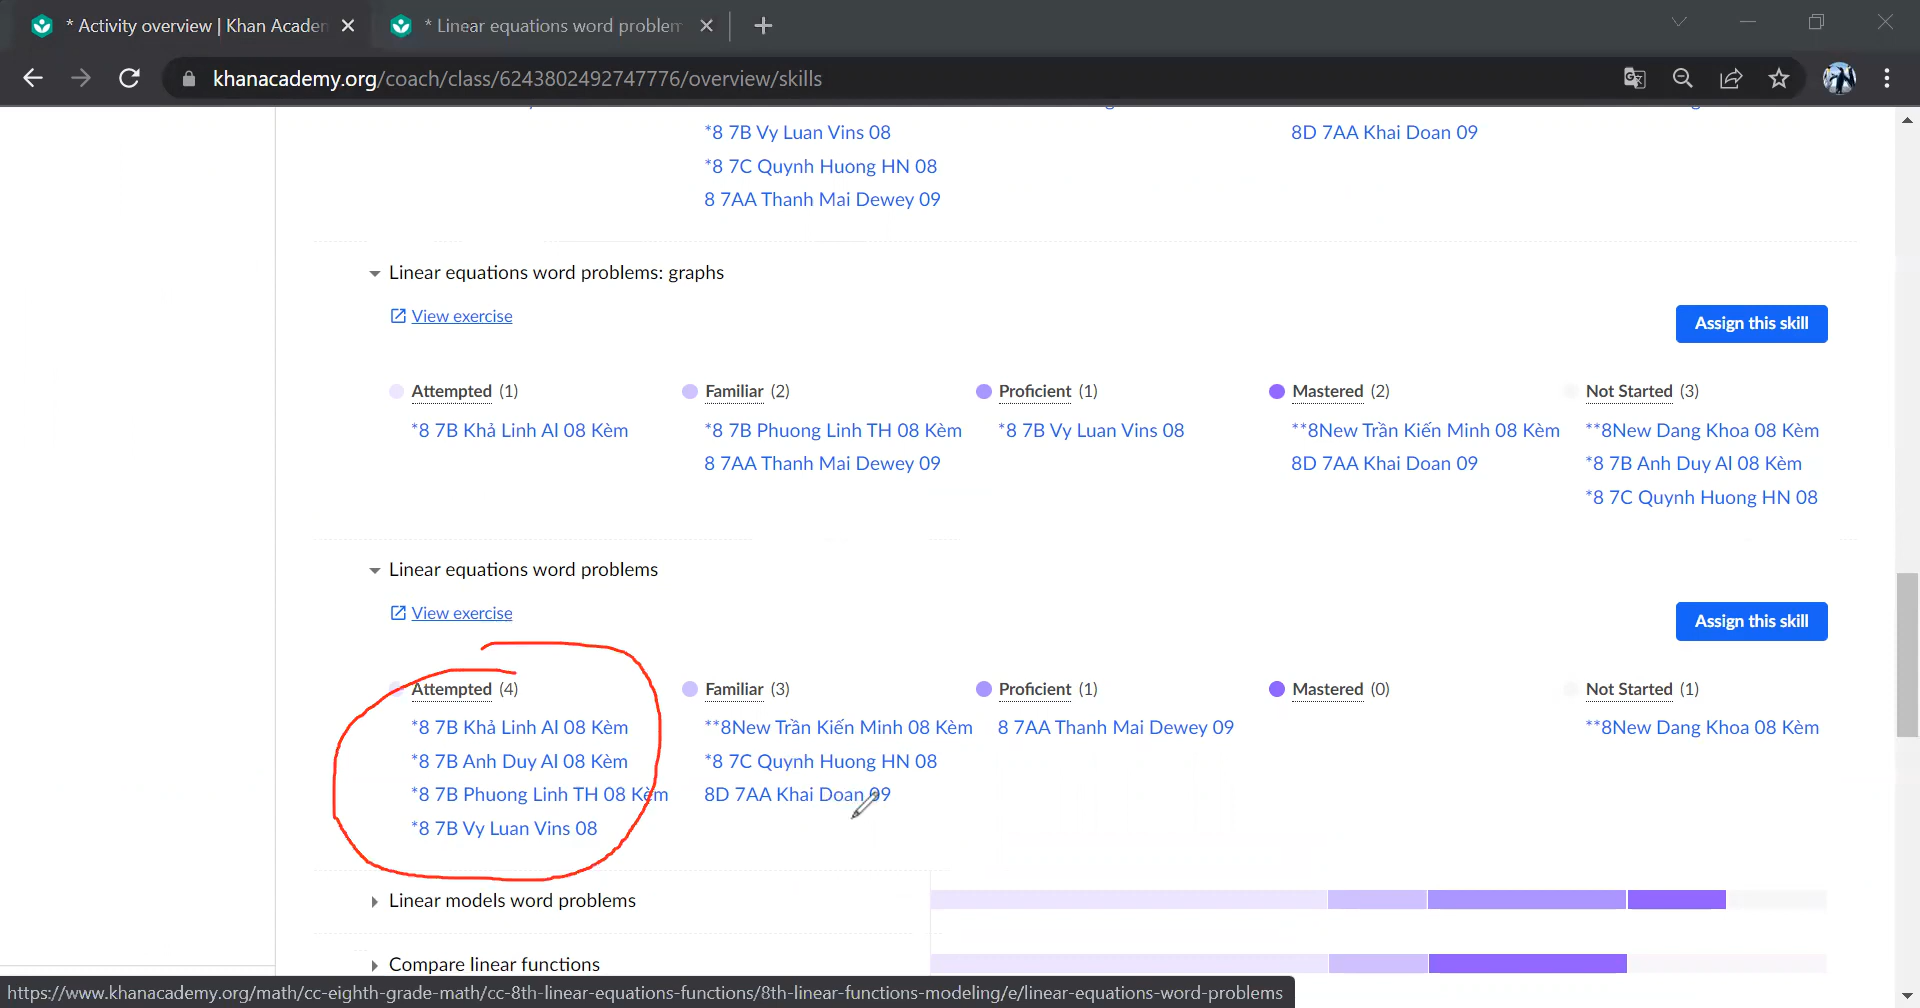 * Activity overview | Khan Academ
* Linear equations word problem
khanacademy.org/coach/class/6243802492747776/overview/skills
*8 7B Vy Luan Vins 08
8D 7AA Khai Doan 09
*8 7C Quynh Huong HN 08
8 7AA Thanh Mai Dewey 09
Linear equations word problems: graphs
View exercise
Assign this skill
Attempted (1)
Familiar (2)
Proficient (1)
Mastered (2)
Not Started (3)
*8 7B Khả Linh Al 08 Kèm
*8 7B Phuong Linh TH 08 Kèm
*8 7B Vy Luan Vins 08
**8New Trần Kiến Minh 08 Kèm
**8New Dang Khoa 08 Kèm
8 7AA Thanh Mai Dewey 09
8D 7AA Khai Doan 09
*8 7B Anh Duy Al 08 Kèm
*8 7C Quynh Huong HN 08
Linear equations word problems
View exercise
Assign this skill
Attempted (4)
Familiar (3)
Proficient (1)
Mastered (0)
Not Started (1)
*8 7B Khả Linh Al 08 Kèm
**8New Trần Kiến Minh 08 Kèm
8 7AA Thanh Mai Dewey 09
**8New Dang Khoa 08 Kèm
*8 7B Anh Duy Al 08 Kèm
*8 7C Quynh Huong HN 08
*8 7B Phuong Linh TH 08 Kèm
8D 7AA Khai Doan 09
*8 7B Vy Luan Vins 08
Linear models word problems
Compare linear functions
https://www.khanacademy.org/math/cc-eighth-grade-math/cc-8th-linear-equations-functions/8th-linear-functions-modeling/e/linear-equations-word-problems